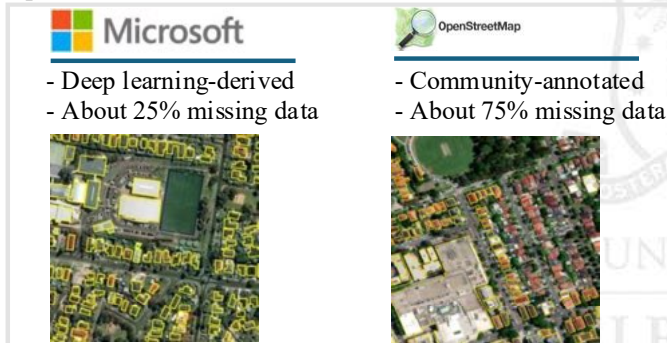 Microsoft
OpenStreetMap
- Deep learning-derived
- About 25% missing data
- Community-annotated
- About 75% missing data